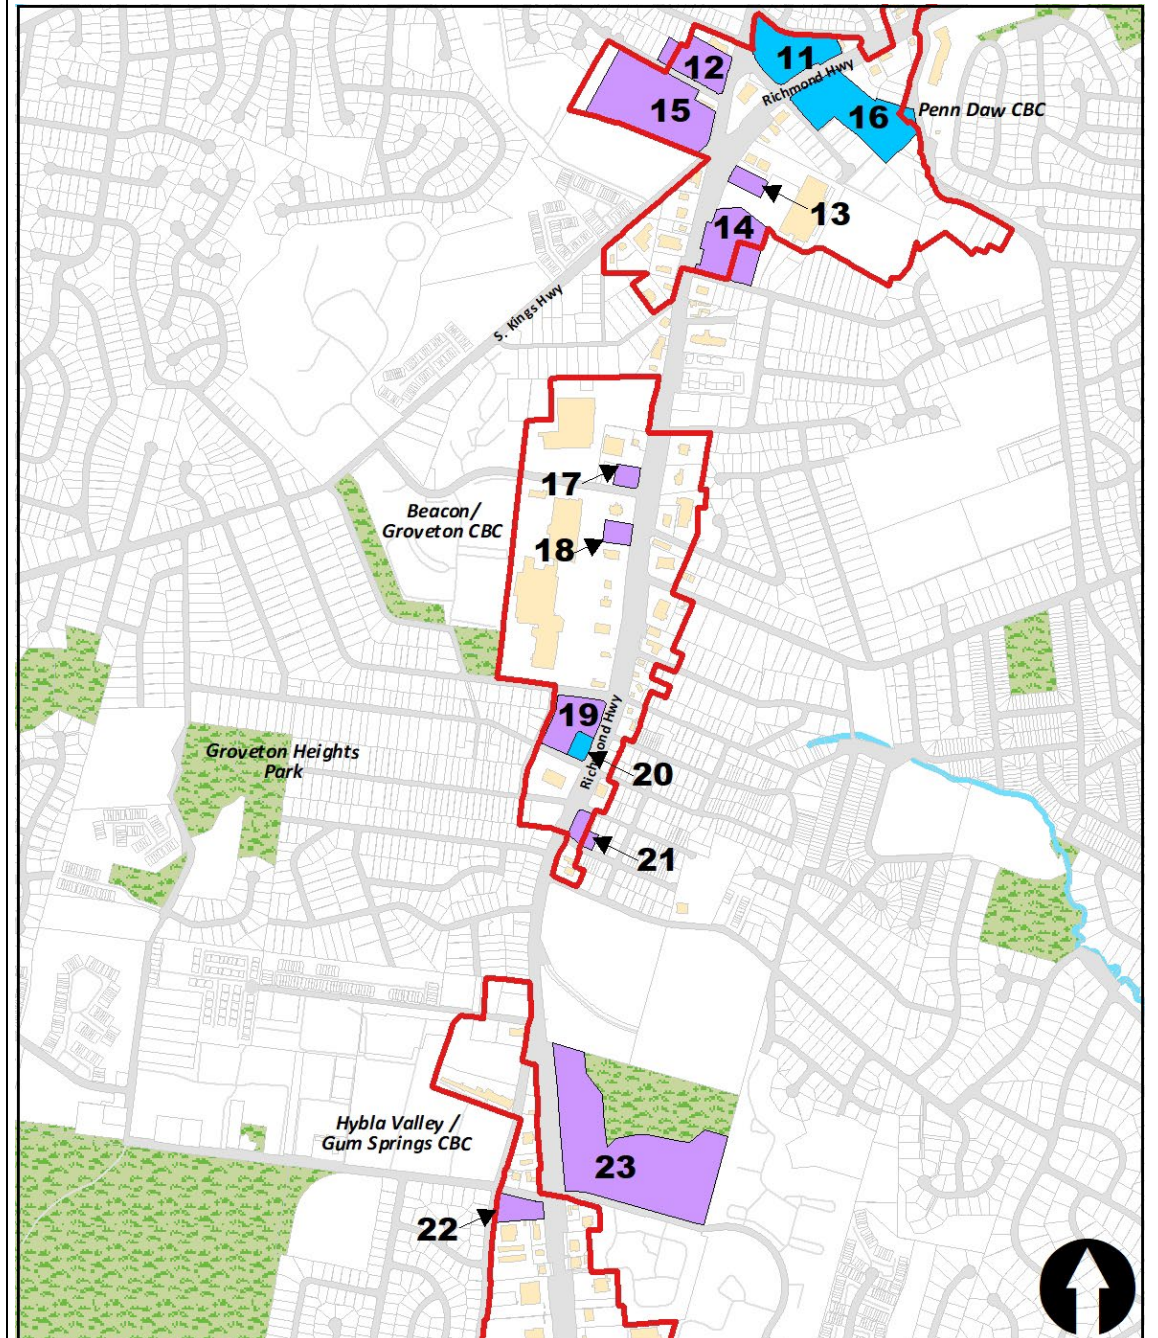 11
12
Richmond Hwy
15
16
Penn Daw CBC
13
14
S. Kings Hwy
17
Beacon/
Groveton CBC
18
19
Richmond Hwy
Groveton Heights
Park
20
21
Hybla Valley /
Gum Springs CBC
23
22